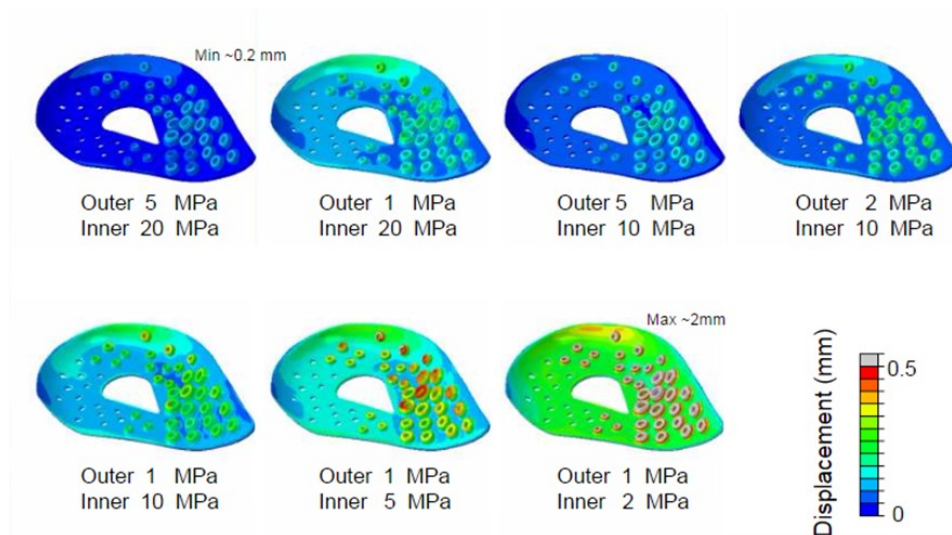 Min ~0.2 mm
Outer 5 MPa
Inner 20 MPa
Outer 1 MPa
Inner 20 MPa
Outer 5 MPa
Inner 10 MPa
Outer 2 MPa
Inner 10 MPa
Max ~2mm
Outer 1 MPa
Inner 10 MPa
Outer 1 MPa
Inner 5 MPa
Outer 1 MPa
Inner 2 MPa
Displacement (mm)
0.5
0